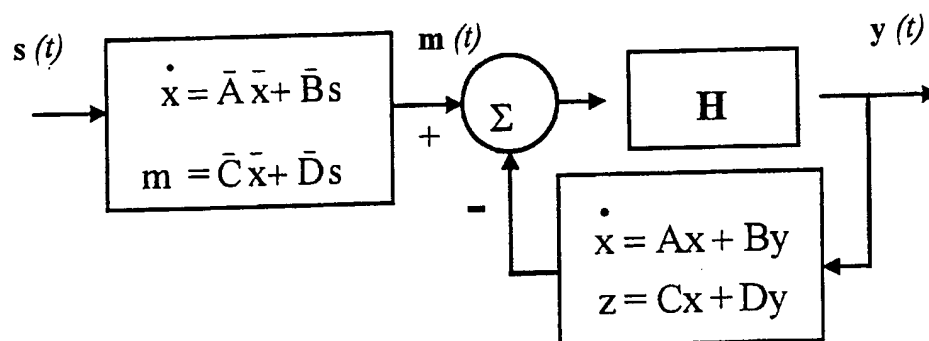 s (t)
m (t)
y (t)
ẋ = Ā x̄ + B̄ s
m = C̄ x̄ + D̄ s
+
Σ
H
-
ẋ = Ax + By
z = Cx + Dy